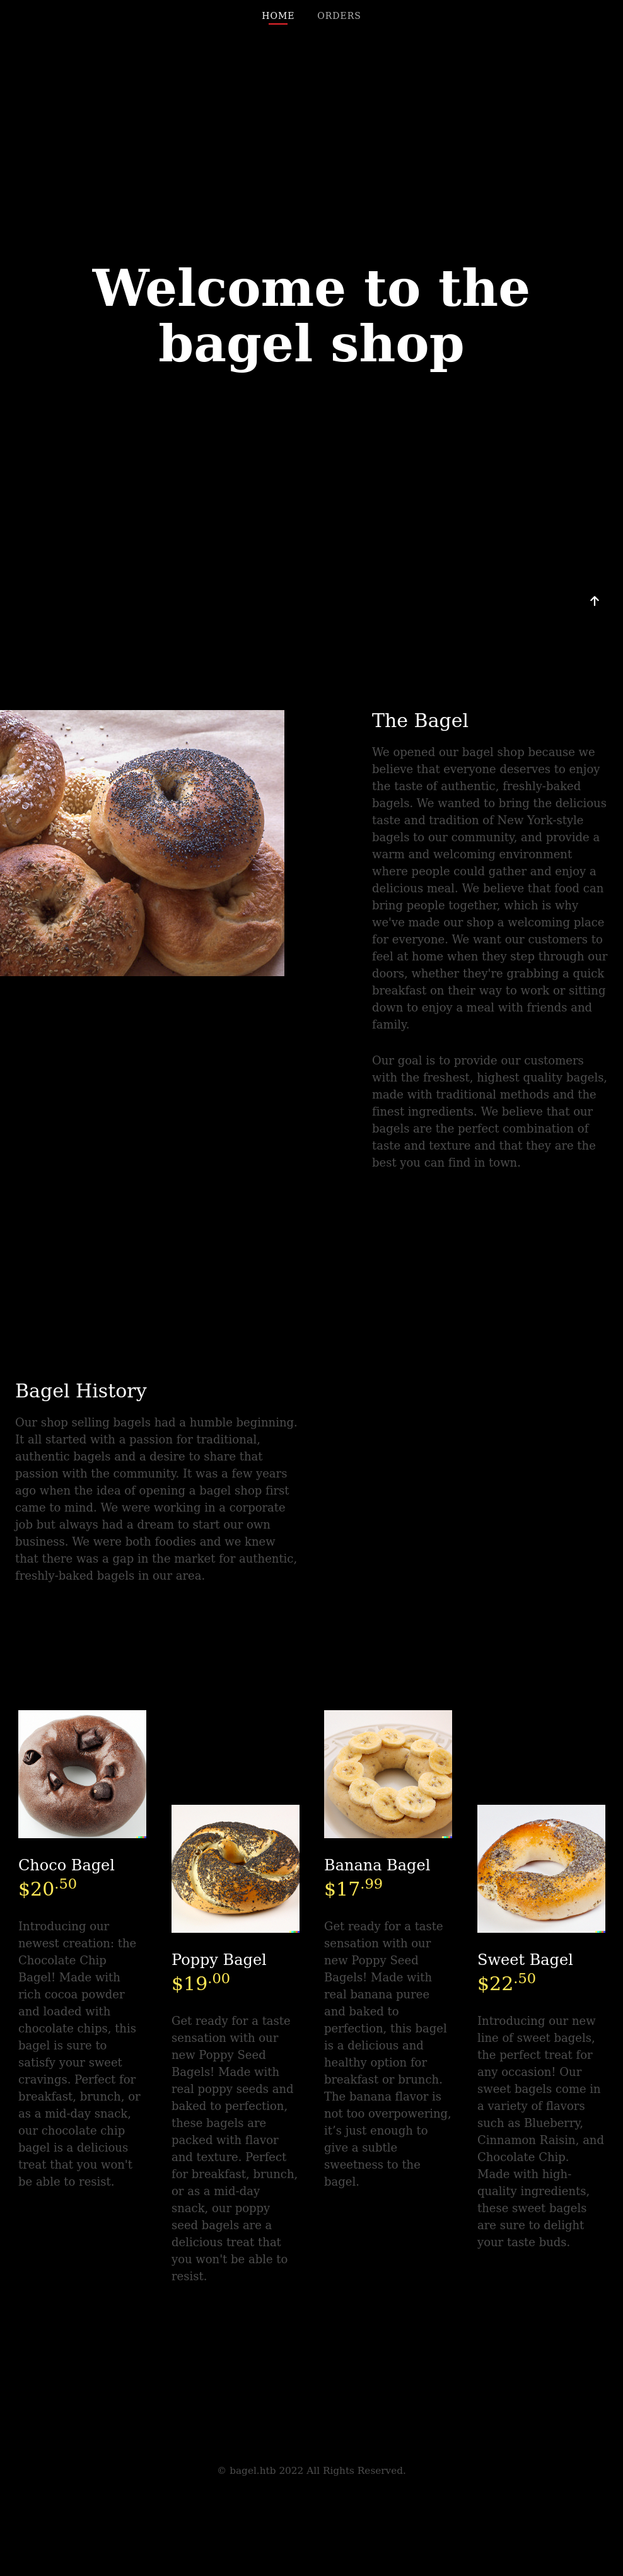 HOME ORDERS
Welcome to the
bagel shop
The Bagel
We opened our bagel shop because we
believe that everyone deserves to enjoy
the taste of authentic, freshly-baked
bagels. We wanted to bring the delicious
taste and tradition of New York-style
bagels to our community, and provide a
warm and welcoming environment
where people could gather and enjoy a
delicious meal. We believe that food can
bring people together, which is why
we've made our shop a welcoming place
for everyone. We want our customers to
feel at home when they step through our
doors, whether they're grabbing a quick
breakfast on their way to work or sitting
down to enjoy a meal with friends and
family.
Our goal is to provide our customers
with the freshest, highest quality bagels,
made with traditional methods and the
finest ingredients. We believe that our
bagels are the perfect combination of
taste and texture and that they are the
best you can find in town.
Bagel History
Our shop selling bagels had a humble beginning.
It all started with a passion for traditional,
authentic bagels and a desire to share that
passion with the community. It was a few years
ago when the idea of opening a bagel shop first
came to mind. We were working in a corporate
job but always had a dream to start our own
business. We were both foodies and we knew
that there was a gap in the market for authentic,
freshly-baked bagels in our area.
Choco Bagel
$20.50
Introducing our
newest creation: the
Chocolate Chip
Bagel! Made with
rich cocoa powder
and loaded with
chocolate chips, this
bagel is sure to
satisfy your sweet
cravings. Perfect for
breakfast, brunch, or
as a mid-day snack,
our chocolate chip
bagel is a delicious
treat that you won't
be able to resist.
Poppy Bagel
$19.00
Get ready for a taste
sensation with our
new Poppy Seed
Bagels! Made with
real poppy seeds and
baked to perfection,
these bagels are
packed with flavor
and texture. Perfect
for breakfast, brunch,
or as a mid-day
snack, our poppy
seed bagels are a
delicious treat that
you won't be able to
resist.
Banana Bagel
$17.99
Get ready for a taste
sensation with our
new Poppy Seed
Bagels! Made with
real banana puree
and baked to
perfection, this bagel
is a delicious and
healthy option for
breakfast or brunch.
The banana flavor is
not too overpowering,
it’s just enough to
give a subtle
sweetness to the
bagel.
Sweet Bagel
$22.50
Introducing our new
line of sweet bagels,
the perfect treat for
any occasion! Our
sweet bagels come in
a variety of flavors
such as Blueberry,
Cinnamon Raisin, and
Chocolate Chip.
Made with high-
quality ingredients,
these sweet bagels
are sure to delight
your taste buds.
© bagel.htb 2022 All Rights Reserved.